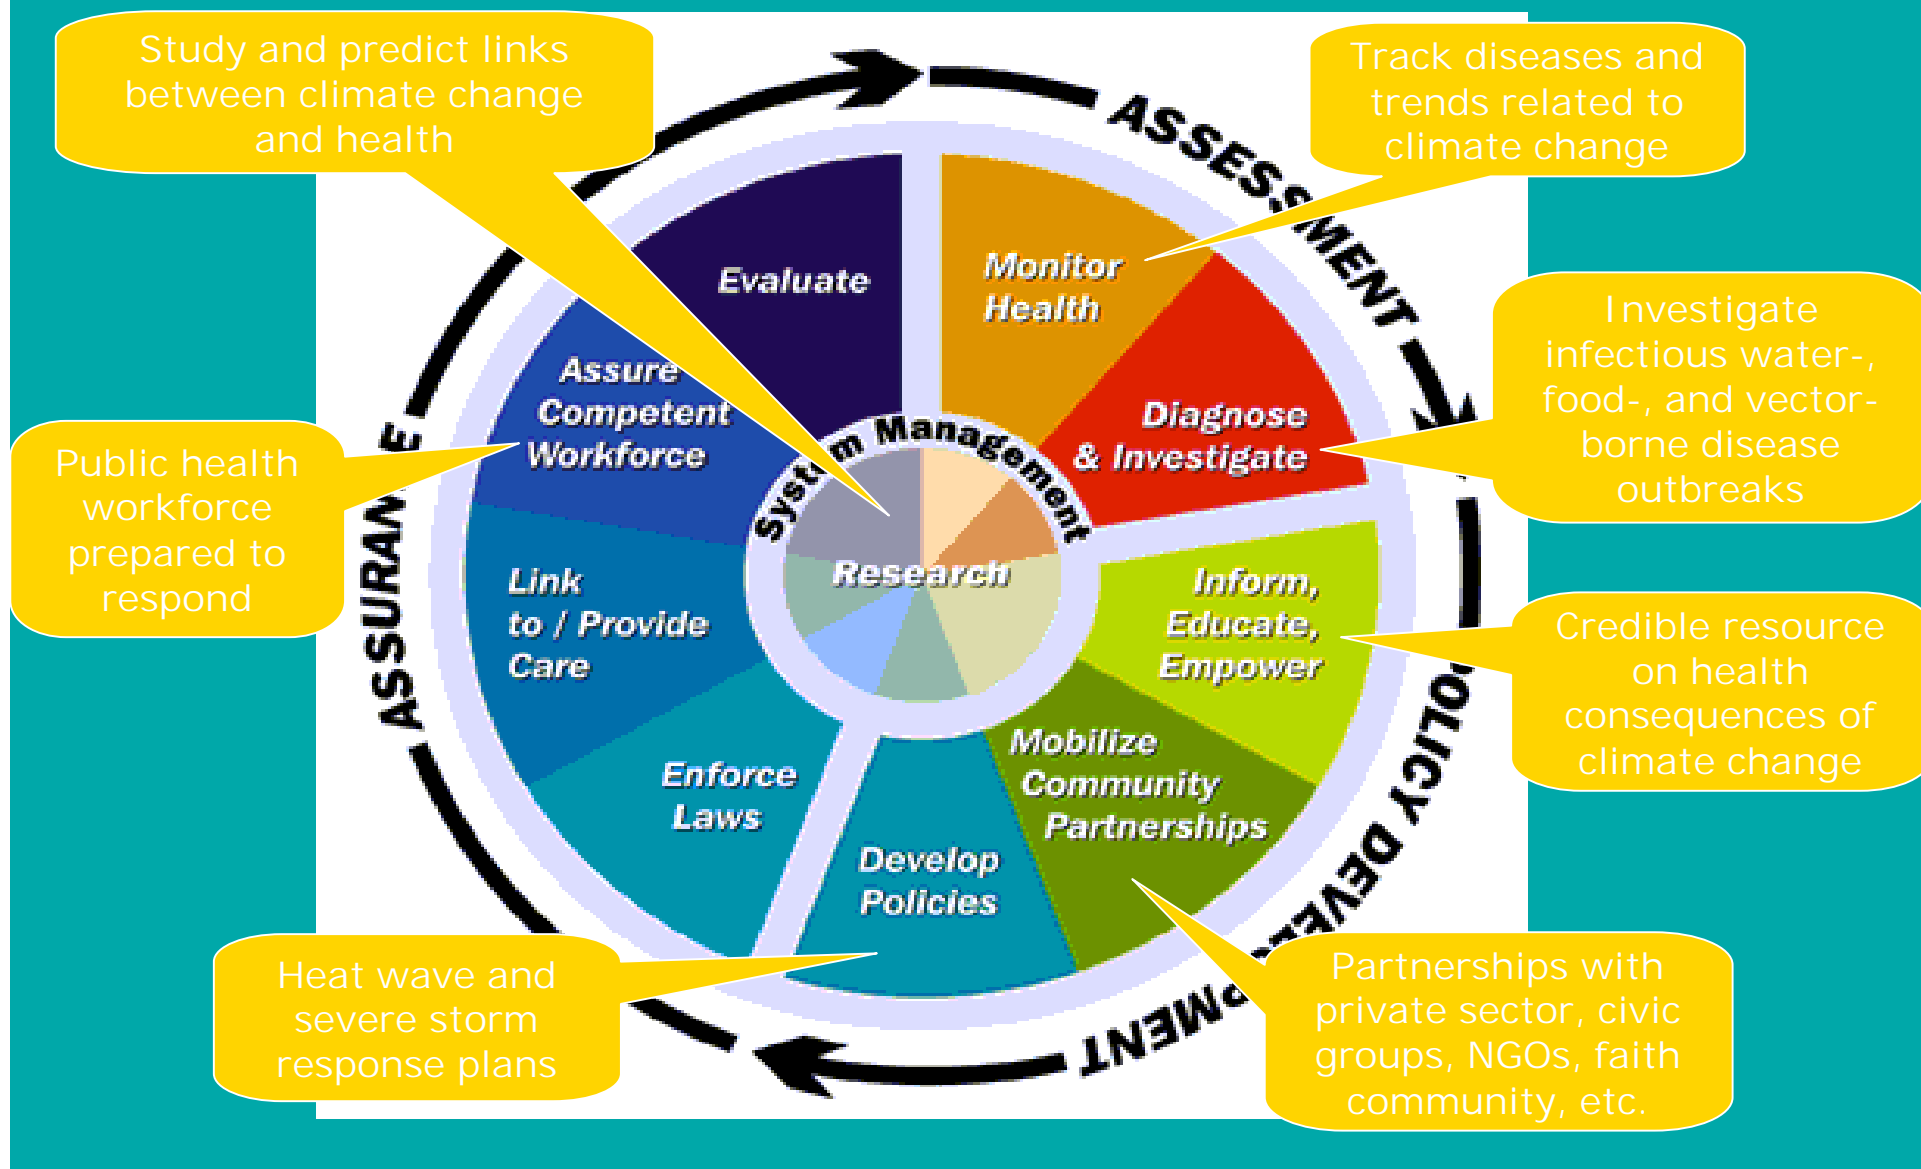 Study and predict links
between climate change
and health
Track diseases and
trends related to
climate change
ASSESSMENT
Evaluate
Monitor
Health
Investigate
infectious water-,
food-, and vector-
borne disease
outbreaks
Assure
Competent
Workforce
Diagnose
& Investigate
System Management
Public health
workforce
prepared to
respond
ASSURANCE
Research
Link
to / Provide
Care
Inform,
Educate,
Empower
Credible resource
on health
consequences of
climate change
POLICY DEVELOPMENT
Mobilize
Community
Partnerships
Enforce
Laws
Develop
Policies
Heat wave and
severe storm
response plans
Partnerships with
private sector, civic
groups, NGOs, faith
community, etc.